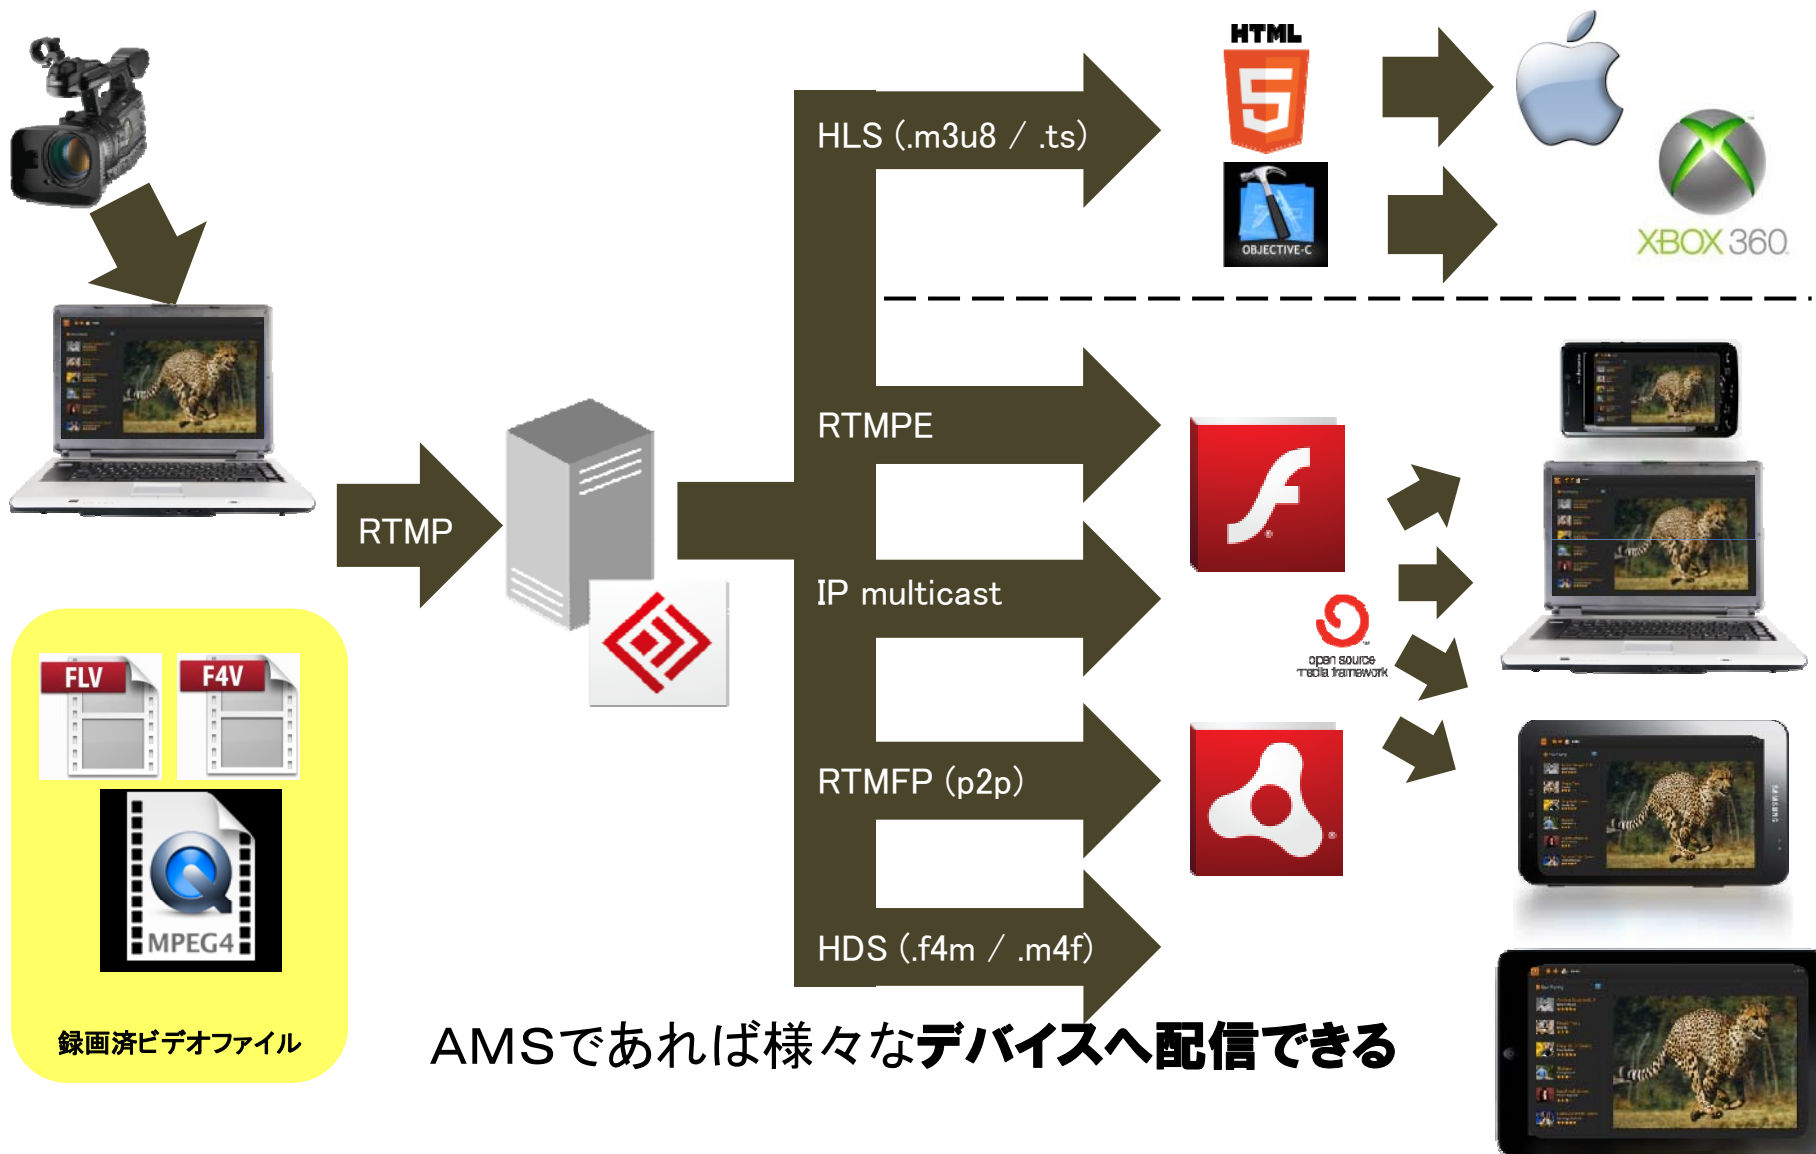 HTML
HLS (.m3u8 / .ts)
OBJECTIVE-C
XBOX 360
RTMPE
RTMP
IP multicast
open source
media framework
FLV
F4V
RTMFP (p2p)
SAMSUNG
MPEG4
HDS (.f4m / .m4f)
録画済ビデオファイル
AMSであれば様々なデバイスへ配信できる